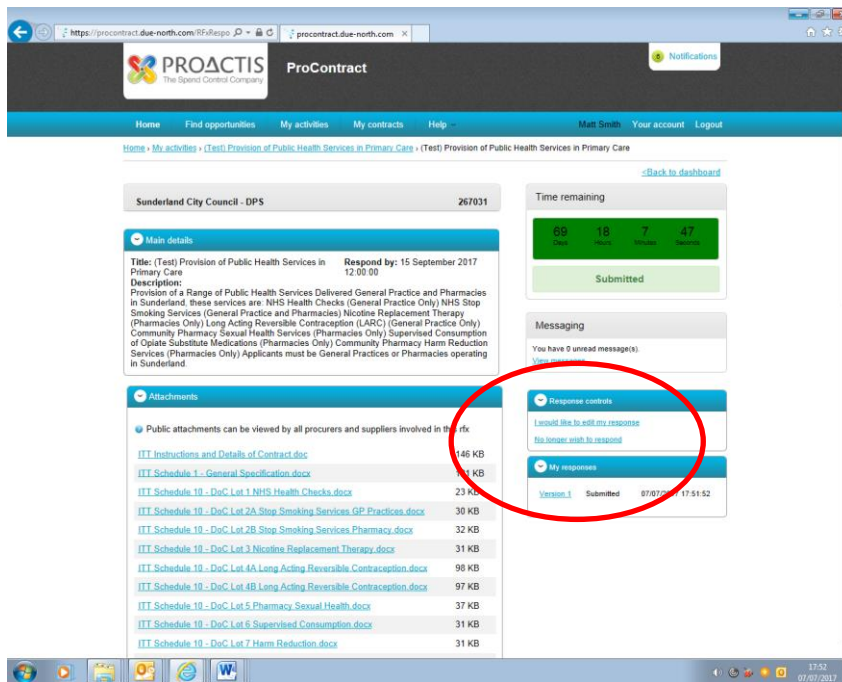 https://procontract.due-north.com/RFxRespo
procontract.due-north.com
PROACTIS
The Spend Control Company
ProContract
Notifications
Home Find opportunities My activities My contracts Help
Matt Smith Your account Logout
Home › My activities › (Test) Provision of Public Health Services in Primary Care › (Test) Provision of Public Health Services in Primary Care
<Back to dashboard
Sunderland City Council - DPS 267031
Main details
Title: (Test) Provision of Public Health Services in Primary Care
Respond by: 15 September 2017 12:00:00
Description:
Provision of a Range of Public Health Services Delivered General Practice and Pharmacies
in Sunderland, these services are: NHS Health Checks (General Practice Only) NHS Stop
Smoking Services (General Practice and Pharmacies) Nicotine Replacement Therapy
(Pharmacies Only) Long Acting Reversible Contraception (LARC) (General Practice Only)
Community Pharmacy Sexual Health Services (Pharmacies Only) Supervised Consumption
of Opiate Substitute Medications (Pharmacies Only) Community Pharmacy Harm Reduction
Services (Pharmacies Only) Applicants must be General Practices or Pharmacies operating
in Sunderland.
Attachments
Public attachments can be viewed by all procurers and suppliers involved in this rfx
ITT Instructions and Details of Contract.doc 146 KB
ITT Schedule 1 - General Specification.docx KB
ITT Schedule 10 - DoC Lot 1 NHS Health Checks.docx 23 KB
ITT Schedule 10 - DoC Lot 2A Stop Smoking Services GP Practices.docx 30 KB
ITT Schedule 10 - DoC Lot 2B Stop Smoking Services Pharmacy.docx 32 KB
ITT Schedule 10 - DoC Lot 3 Nicotine Replacement Therapy.docx 31 KB
ITT Schedule 10 - DoC Lot 4A Long Acting Reversible Contraception.docx 98 KB
ITT Schedule 10 - DoC Lot 4B Long Acting Reversible Contraception.docx 97 KB
ITT Schedule 10 - DoC Lot 5 Pharmacy Sexual Health.docx 37 KB
ITT Schedule 10 - DoC Lot 6 Supervised Consumption.docx 31 KB
ITT Schedule 10 - DoC Lot 7 Harm Reduction.docx 31 KB
Time remaining
69 18 7 47
Days Hours Minutes Seconds
Submitted
Messaging
You have 0 unread message(s).
View messages
Response controls
I would like to edit my response
No longer wish to respond
My responses
Version 1 Submitted 07/07/2017 17:51:52
17:52
07/07/2017